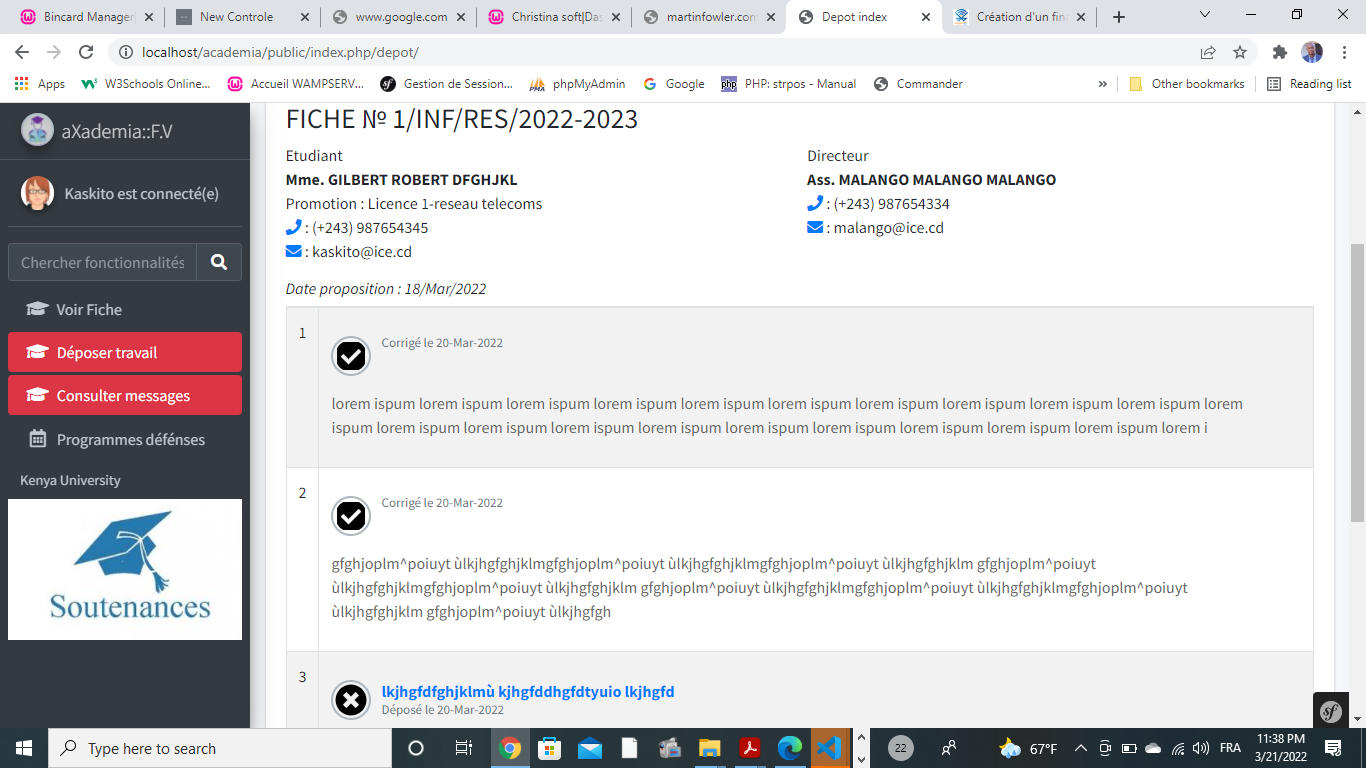 Bincard Manager
New Controle
www.google.com
Christina soft|Das
martinfowler.com
Depot index
Création d'un fina
localhost/academia/public/index.php/depot/
Apps
W3Schools Online...
Accueil WAMPSERV...
Gestion de Session...
phpMyAdmin
Google
PHP: strpos - Manual
Commander
»
Other bookmarks
Reading list
aXademia::F.V
Kaskito est connecté(e)
Chercher fonctionnalités
Voir Fiche
Déposer travail
Consulter messages
Programmes défénses
Kenya University
Soutenances
FICHE № 1/INF/RES/2022-2023
Etudiant
Mme. GILBERT ROBERT DFGHJKL
Promotion : Licence 1-reseau telecoms
: (+243) 987654345
: kaskito@ice.cd
Directeur
Ass. MALANGO MALANGO MALANGO
: (+243) 987654334
: malango@ice.cd
Date proposition : 18/Mar/2022
1
Corrigé le 20-Mar-2022
lorem ispum lorem ispum lorem ispum lorem ispum lorem ispum lorem ispum lorem ispum lorem ispum lorem ispum lorem ispum lorem
ispum lorem ispum lorem ispum lorem ispum lorem ispum lorem ispum lorem ispum lorem ispum lorem ispum lorem ispum lorem i
2
Corrigé le 20-Mar-2022
gfghjoplm^poiuyt ùlkjhgfghjklmgfghjoplm^poiuyt ùlkjhgfghjklmgfghjoplm^poiuyt ùlkjhgfghjklm gfghjoplm^poiuyt
ùlkjhgfghjklmgfghjoplm^poiuyt ùlkjhgfghjklm gfghjoplm^poiuyt ùlkjhgfghjklmgfghjoplm^poiuyt ùlkjhgfghjklmgfghjoplm^poiuyt
ùlkjhgfghjklm gfghjoplm^poiuyt ùlkjhgfgh
3
lkjhgfdfghjklmù kjhgfddhgfdtyuio lkjhgfd
Déposé le 20-Mar-2022
Type here to search
22
67°F
FRA
11:38 PM
3/21/2022